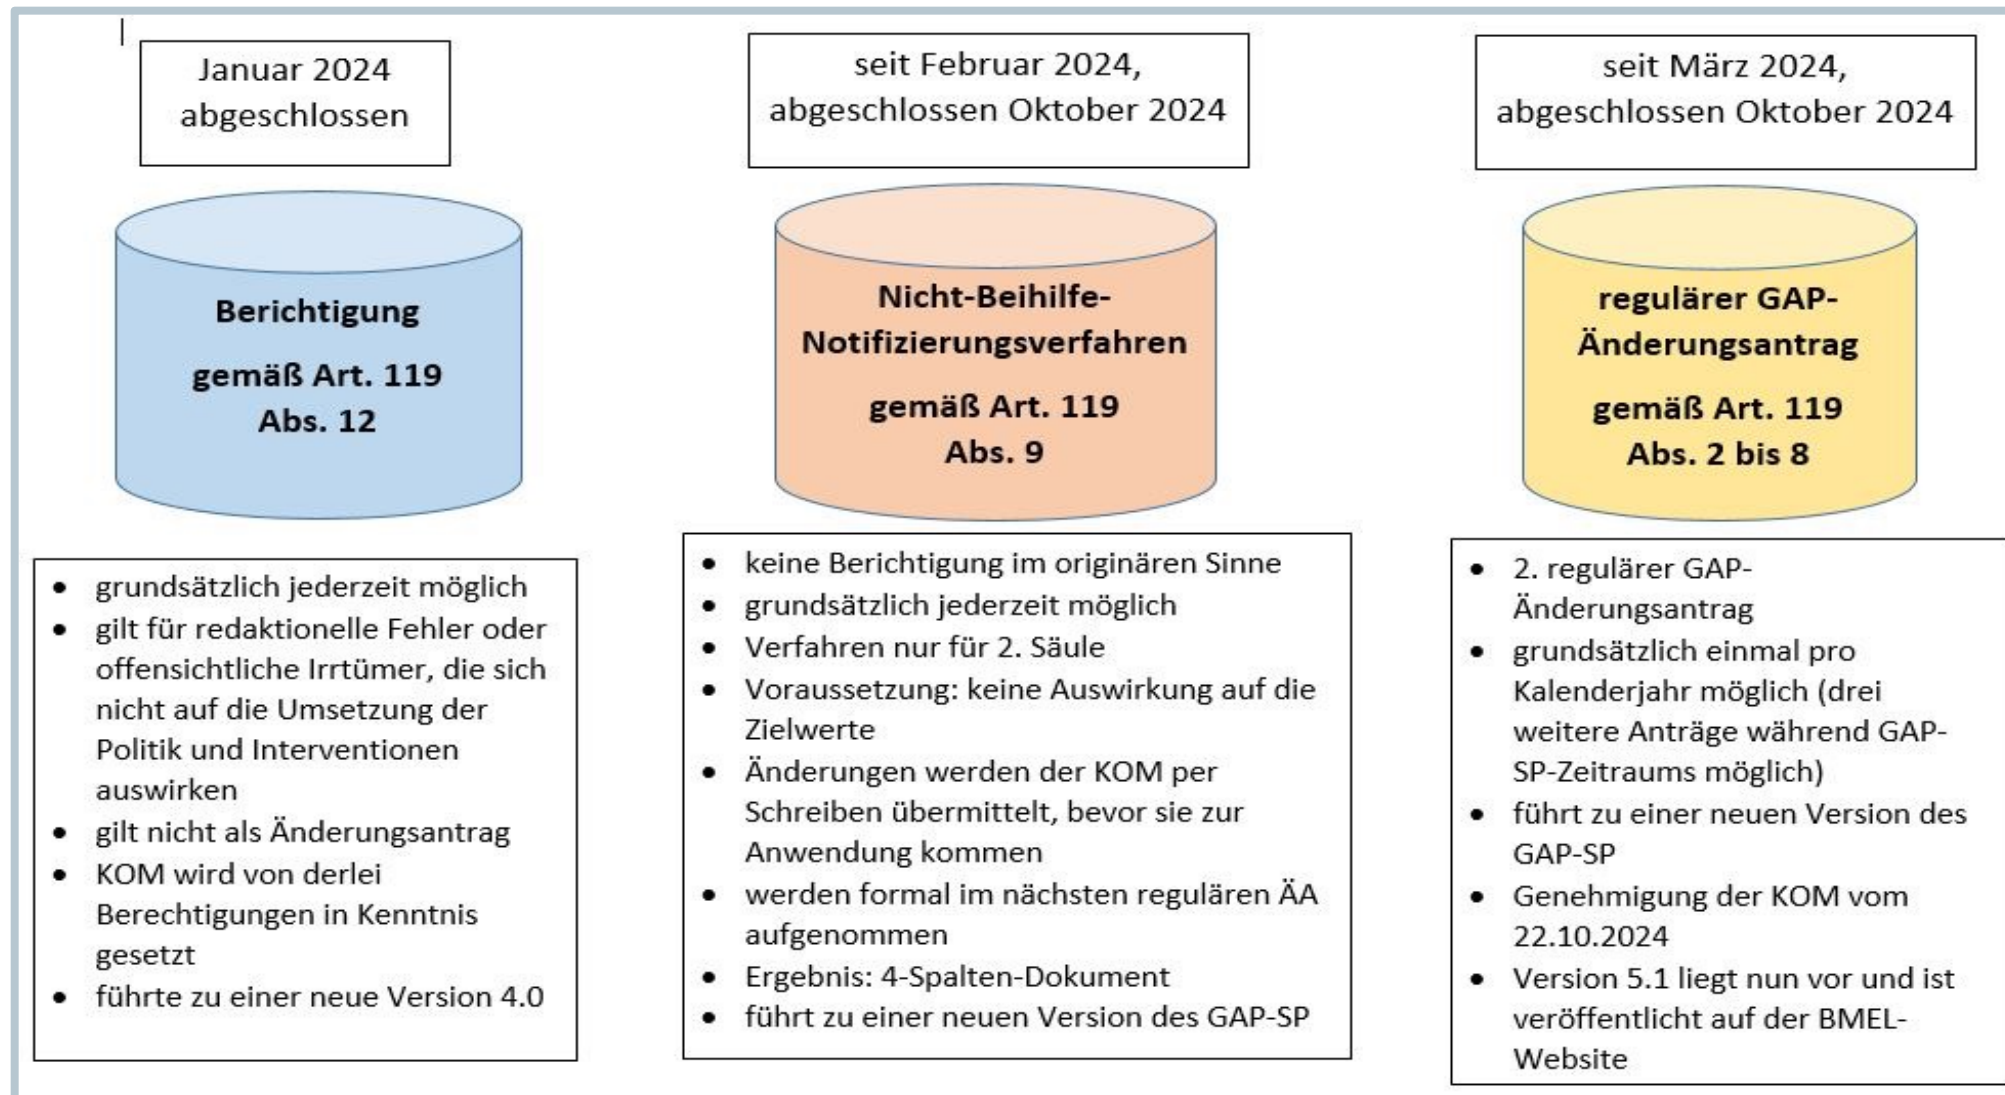 Januar 2024
abgeschlossen
Berichtigung
gemäß Art. 119
Abs. 12
• grundsätzlich jederzeit möglich
• gilt für redaktionelle Fehler oder
offensichtliche Irrtümer, die sich
nicht auf die Umsetzung der
Politik und Interventionen
auswirken
• gilt nicht als Änderungsantrag
• KOM wird von derlei
Berechtigungen in Kenntnis
gesetzt
• führte zu einer neue Version 4.0
seit Februar 2024,
abgeschlossen Oktober 2024
Nicht-Beihilfe-
Notifizierungsverfahren
gemäß Art. 119
Abs. 9
• keine Berichtigung im originären Sinne
• grundsätzlich jederzeit möglich
• Verfahren nur für 2. Säule
• Voraussetzung: keine Auswirkung auf die
Zielwerte
• Änderungen werden der KOM per
Schreiben übermittelt, bevor sie zur
Anwendung kommen
• werden formal im nächsten regulären ÄA
aufgenommen
• Ergebnis: 4-Spalten-Dokument
• führt zu einer neuen Version des GAP-SP
seit März 2024,
abgeschlossen Oktober 2024
regulärer GAP-
Änderungsantrag
gemäß Art. 119
Abs. 2 bis 8
• 2. regulärer GAP-
Änderungsantrag
• grundsätzlich einmal pro
Kalenderjahr möglich (drei
weitere Anträge während GAP-
SP-Zeitraums möglich)
• führt zu einer neuen Version des
GAP-SP
• Genehmigung der KOM vom
22.10.2024
• Version 5.1 liegt nun vor und ist
veröffentlicht auf der BMEL-
Website